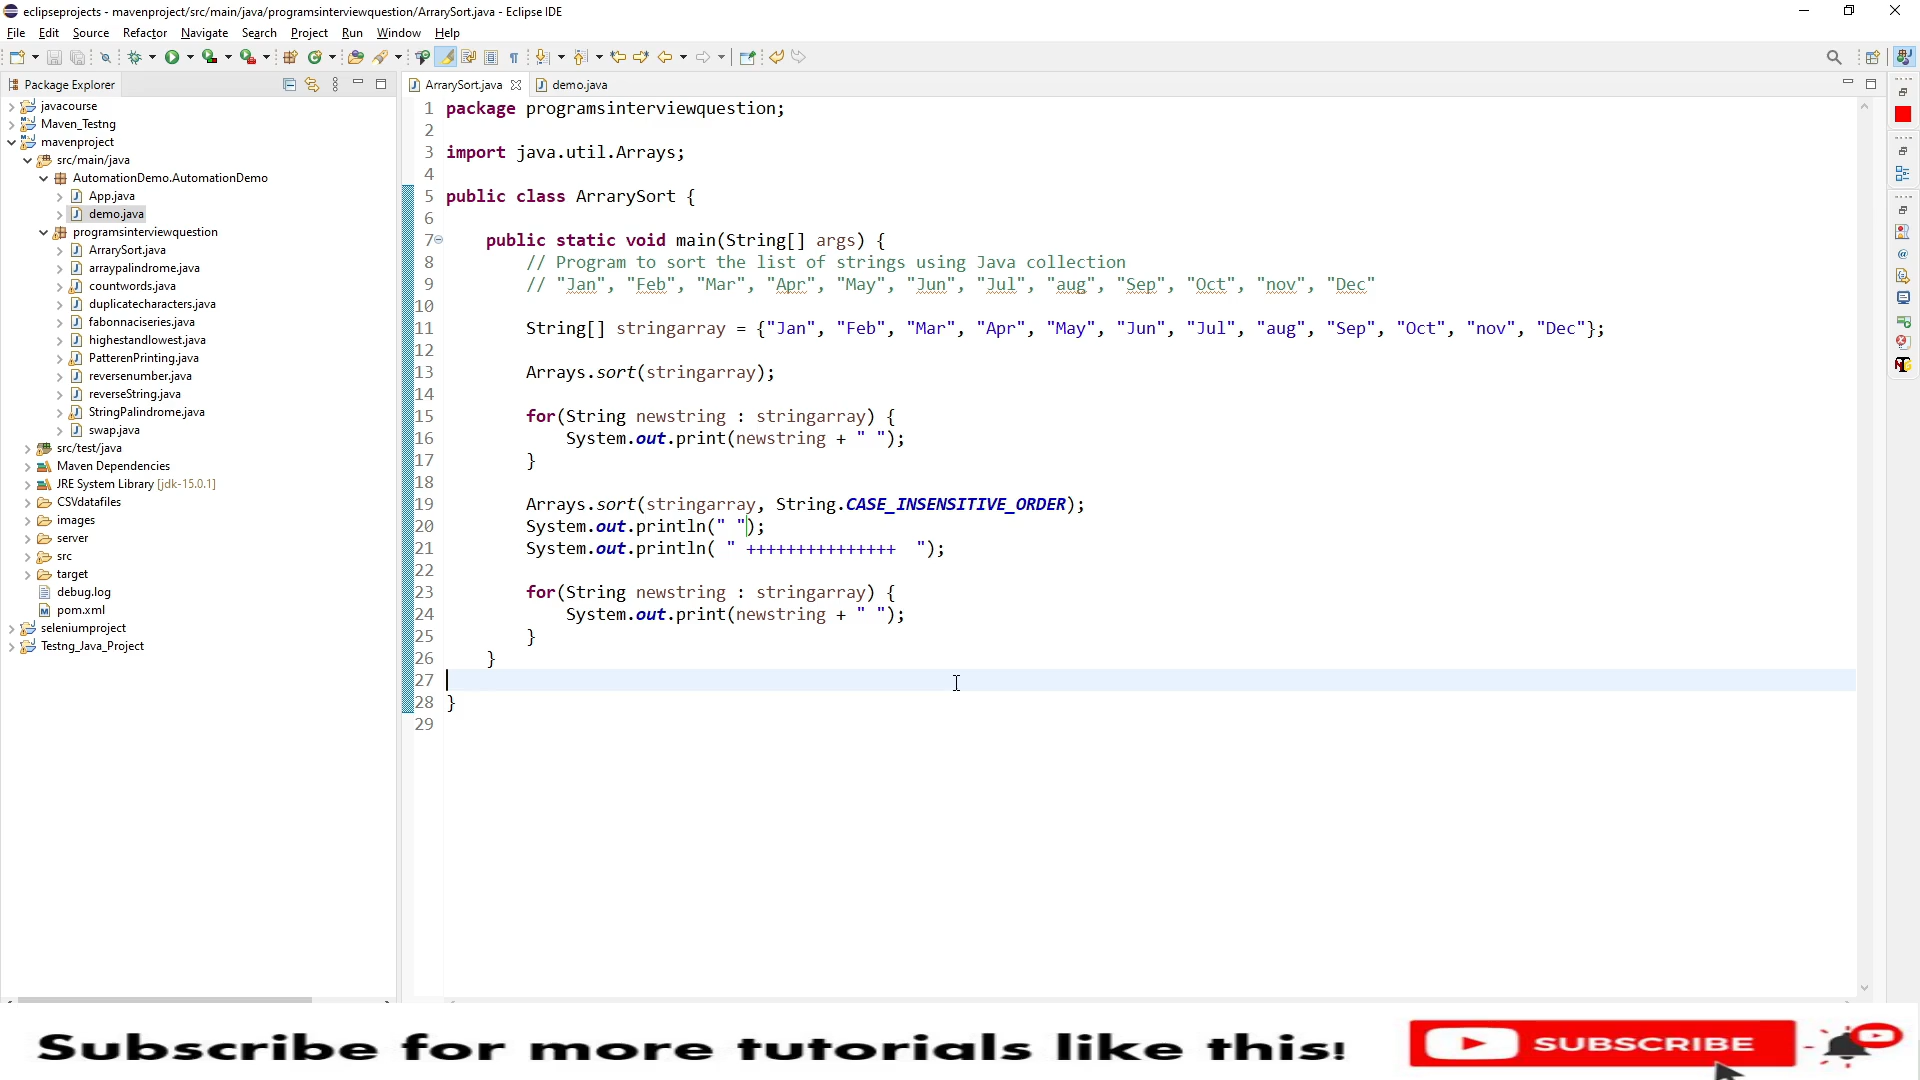 eclipseprojects - mavenproject/src/main/java/programsinterviewquestion/ArrarySort.java - Eclipse IDE
File Edit Source Refactor Navigate Search Project Run Window Help
Package Explorer
javacourse
Maven_Testng
mavenproject
src/main/java
AutomationDemo.AutomationDemo
App.java
demo.java
programsinterviewquestion
ArrarySort.java
arraypalindrome.java
countwords.java
duplicatecharacters.java
fabonnaciseries.java
highestandlowest.java
PatterenPrinting.java
reversenumber.java
reverseString.java
StringPalindrome.java
swap.java
src/test/java
Maven Dependencies
JRE System Library [jdk-15.0.1]
CSVdatafiles
images
server
src
target
debug.log
pom.xml
seleniumproject
Testng_Java_Project
ArrarySort.java demo.java
1 package programsinterviewquestion;
2
3 import java.util.Arrays;
4
5 public class ArrarySort {
6
7 public static void main(String[] args) {
8 // Program to sort the list of strings using Java collection
9 // "Jan", "Feb", "Mar", "Apr", "May", "Jun", "Jul", "aug", "Sep", "Oct", "nov", "Dec"
10
11 String[] stringarray = {"Jan", "Feb", "Mar", "Apr", "May", "Jun", "Jul", "aug", "Sep", "Oct", "nov", "Dec"};
12
13 Arrays.sort(stringarray);
14
15 for(String newstring : stringarray) {
16 System.out.print(newstring + " ");
17 }
18
19 Arrays.sort(stringarray, String.CASE_INSENSITIVE_ORDER);
20 System.out.println(" ");
21 System.out.println( " +++++++++++++++  ");
22
23 for(String newstring : stringarray) {
24 System.out.print(newstring + " ");
25 }
26 }
27
28 }
29
Subscribe for more tutorials like this!
SUBSCRIBE